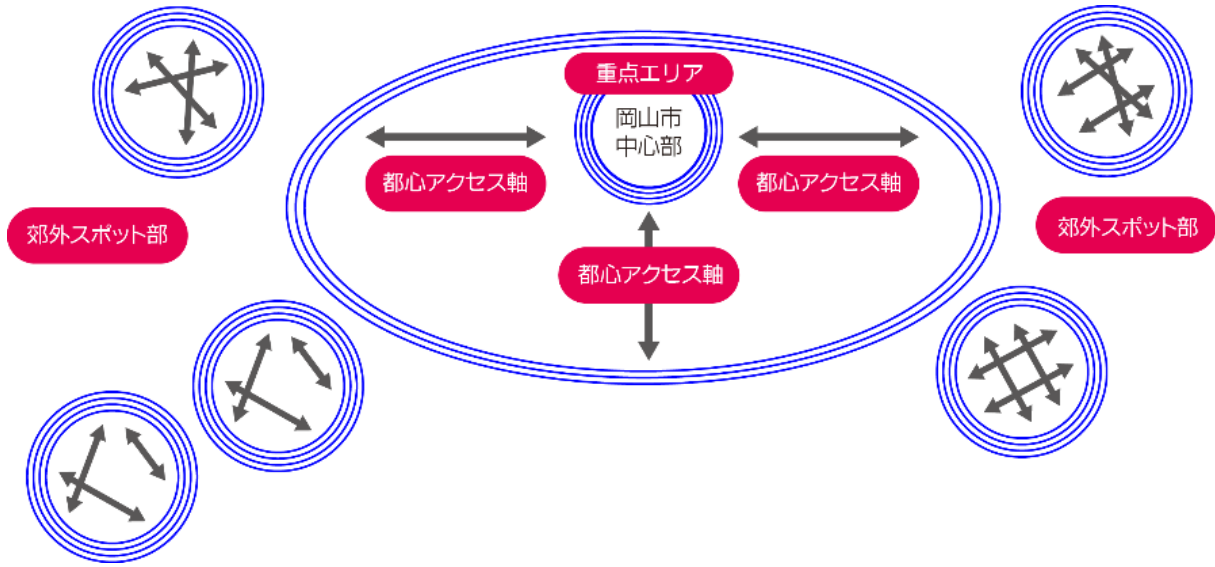 重点エリア
岡山市
中心部
都心アクセス軸
都心アクセス軸
郊外スポット部
郊外スポット部
都心アクセス軸